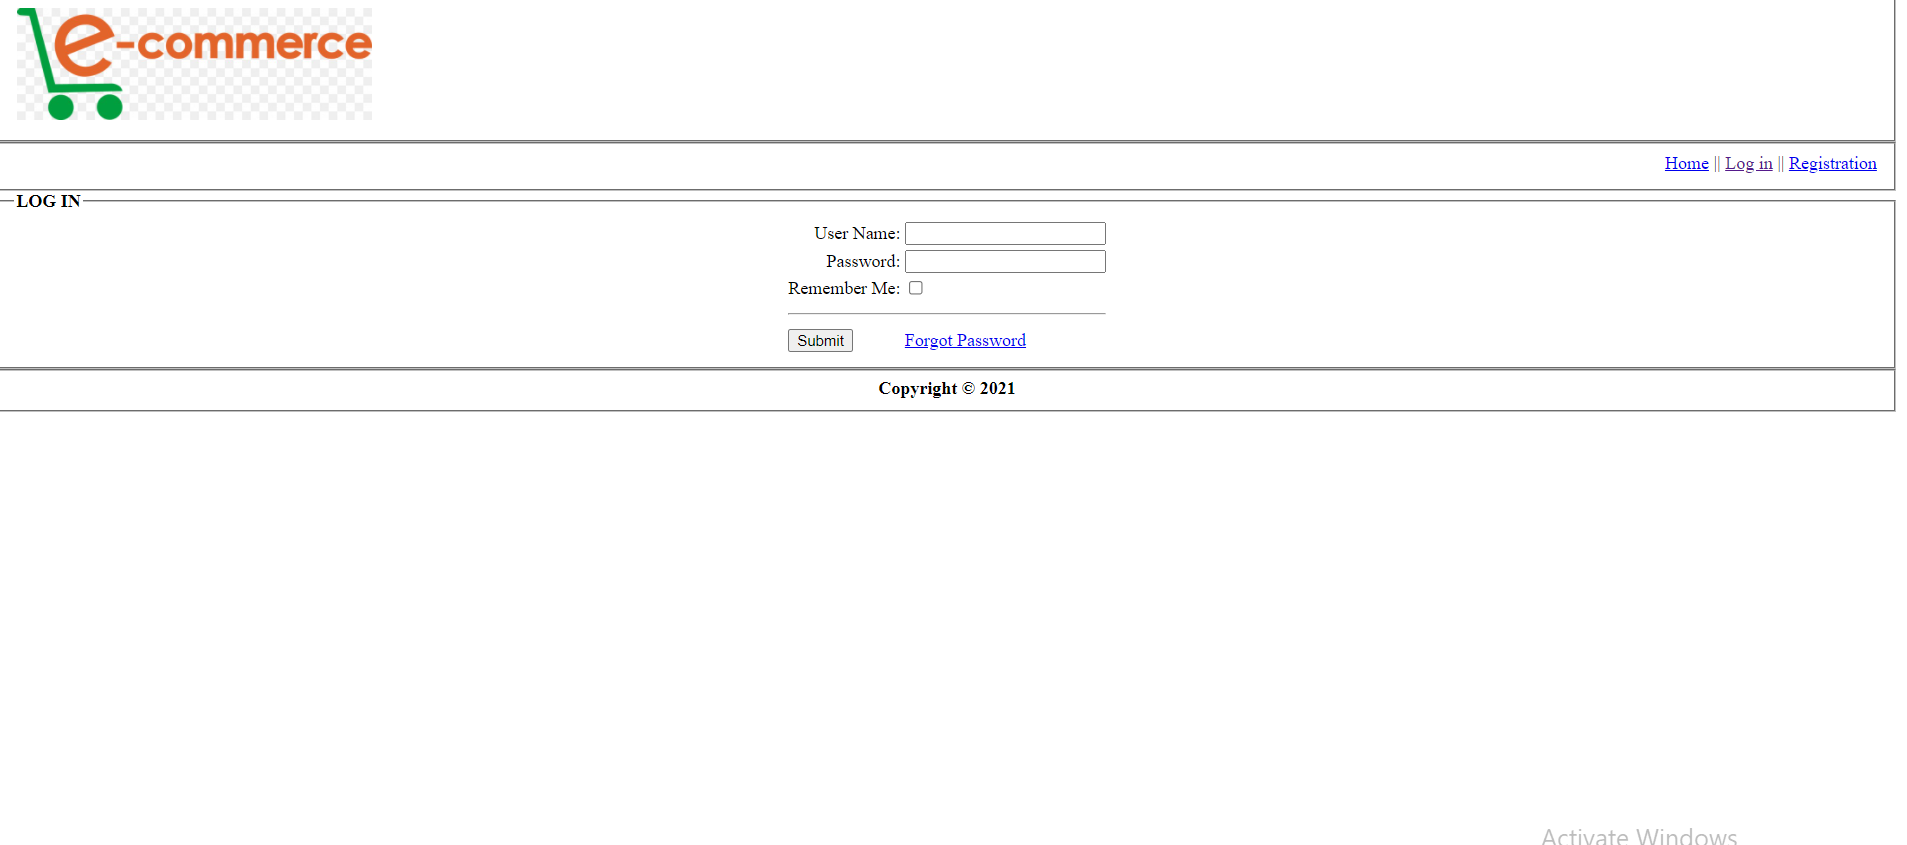 e-commerce
Home || Log in || Registration
LOG IN
User Name:
Password:
Remember Me:
Submit Forgot Password
Copyright © 2021
Activate Windows